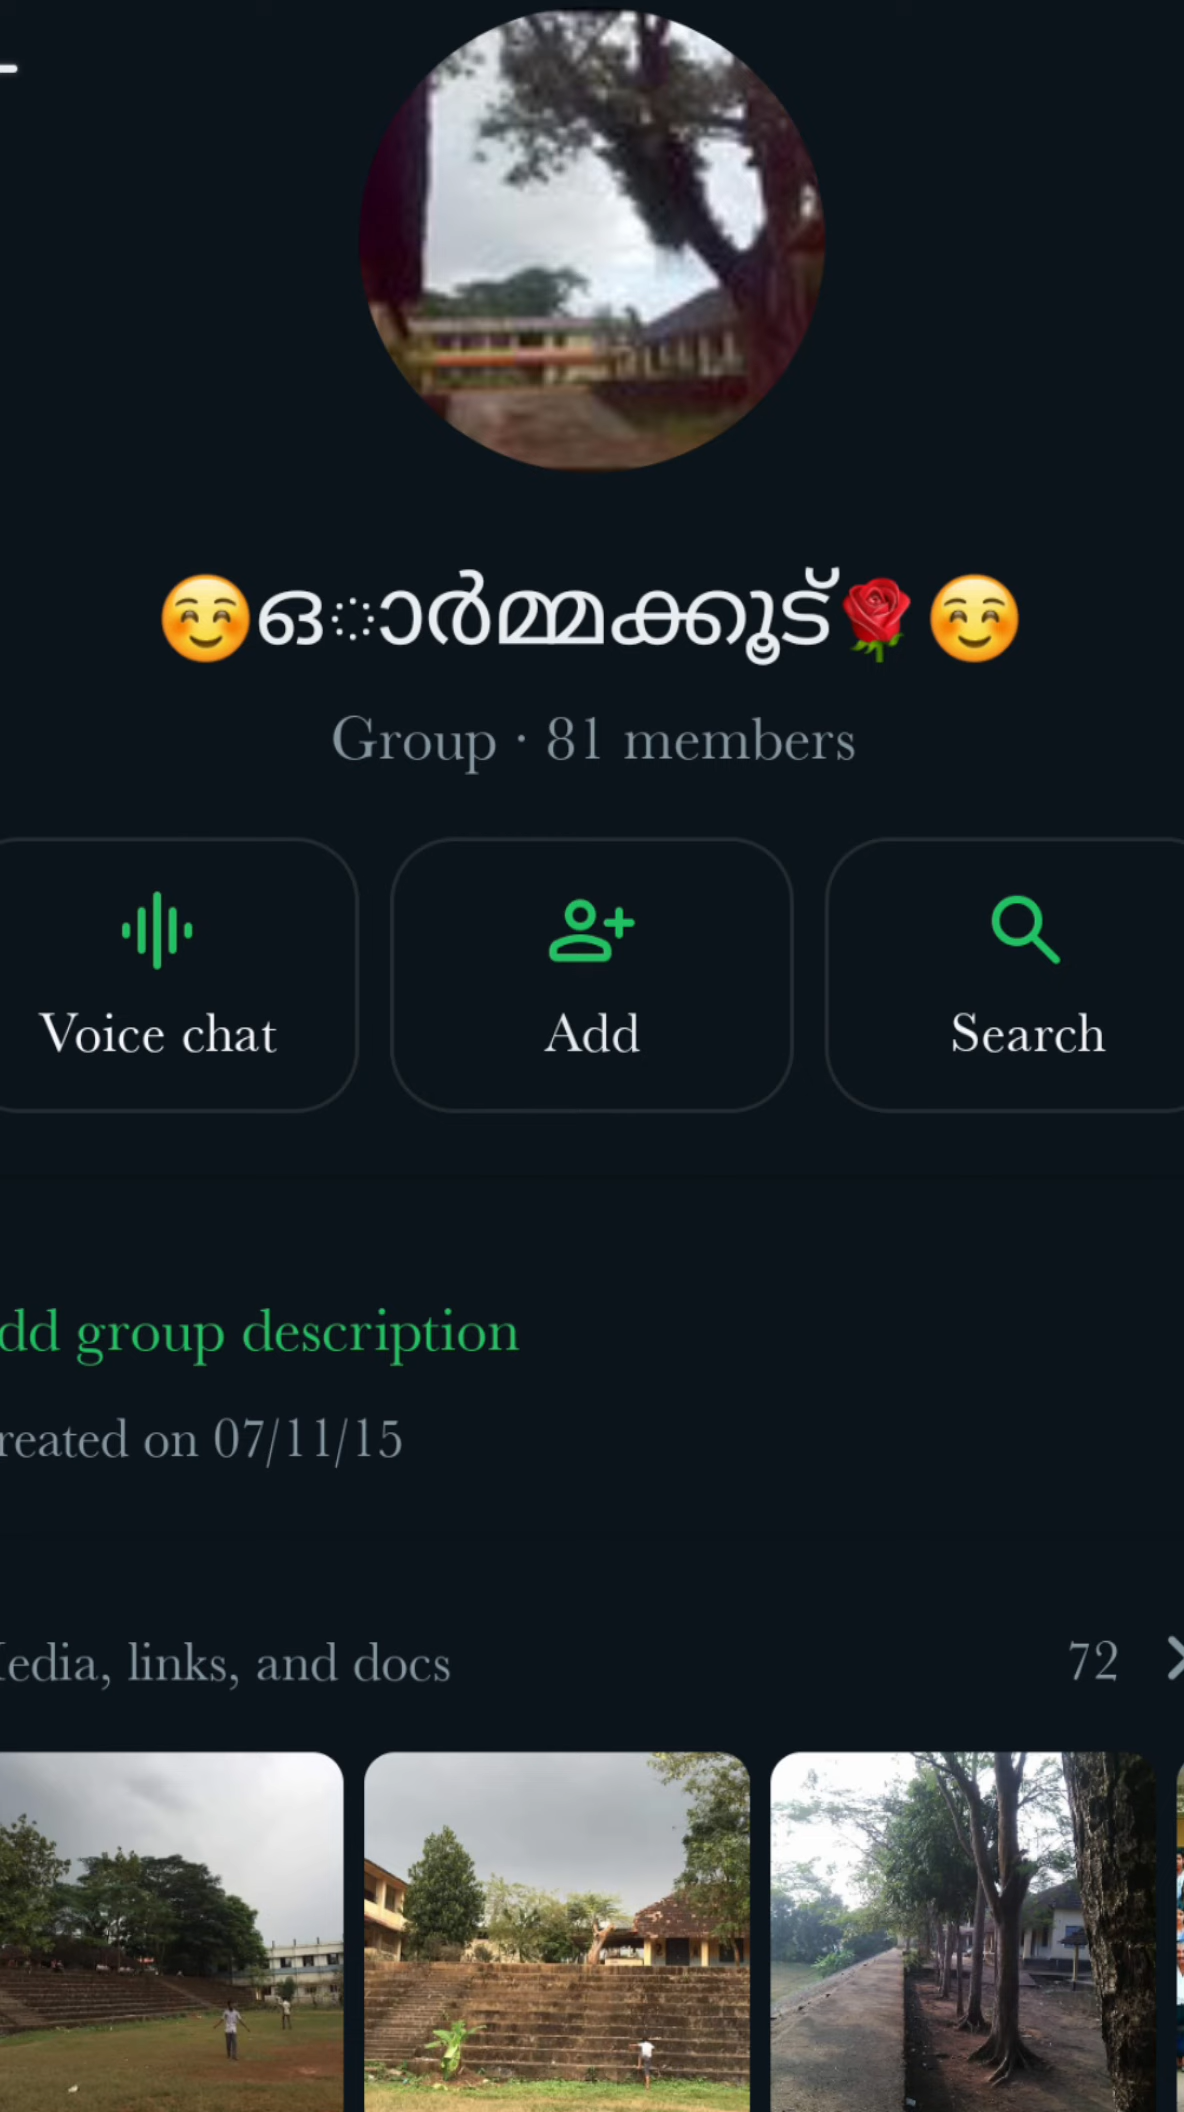 ☺️ഒാർമ്മക്കൂട്🌹☺️
Group · 81 members
Voice chat
Add
Search
dd group description
reated on 07/11/15
edia, links, and docs
72